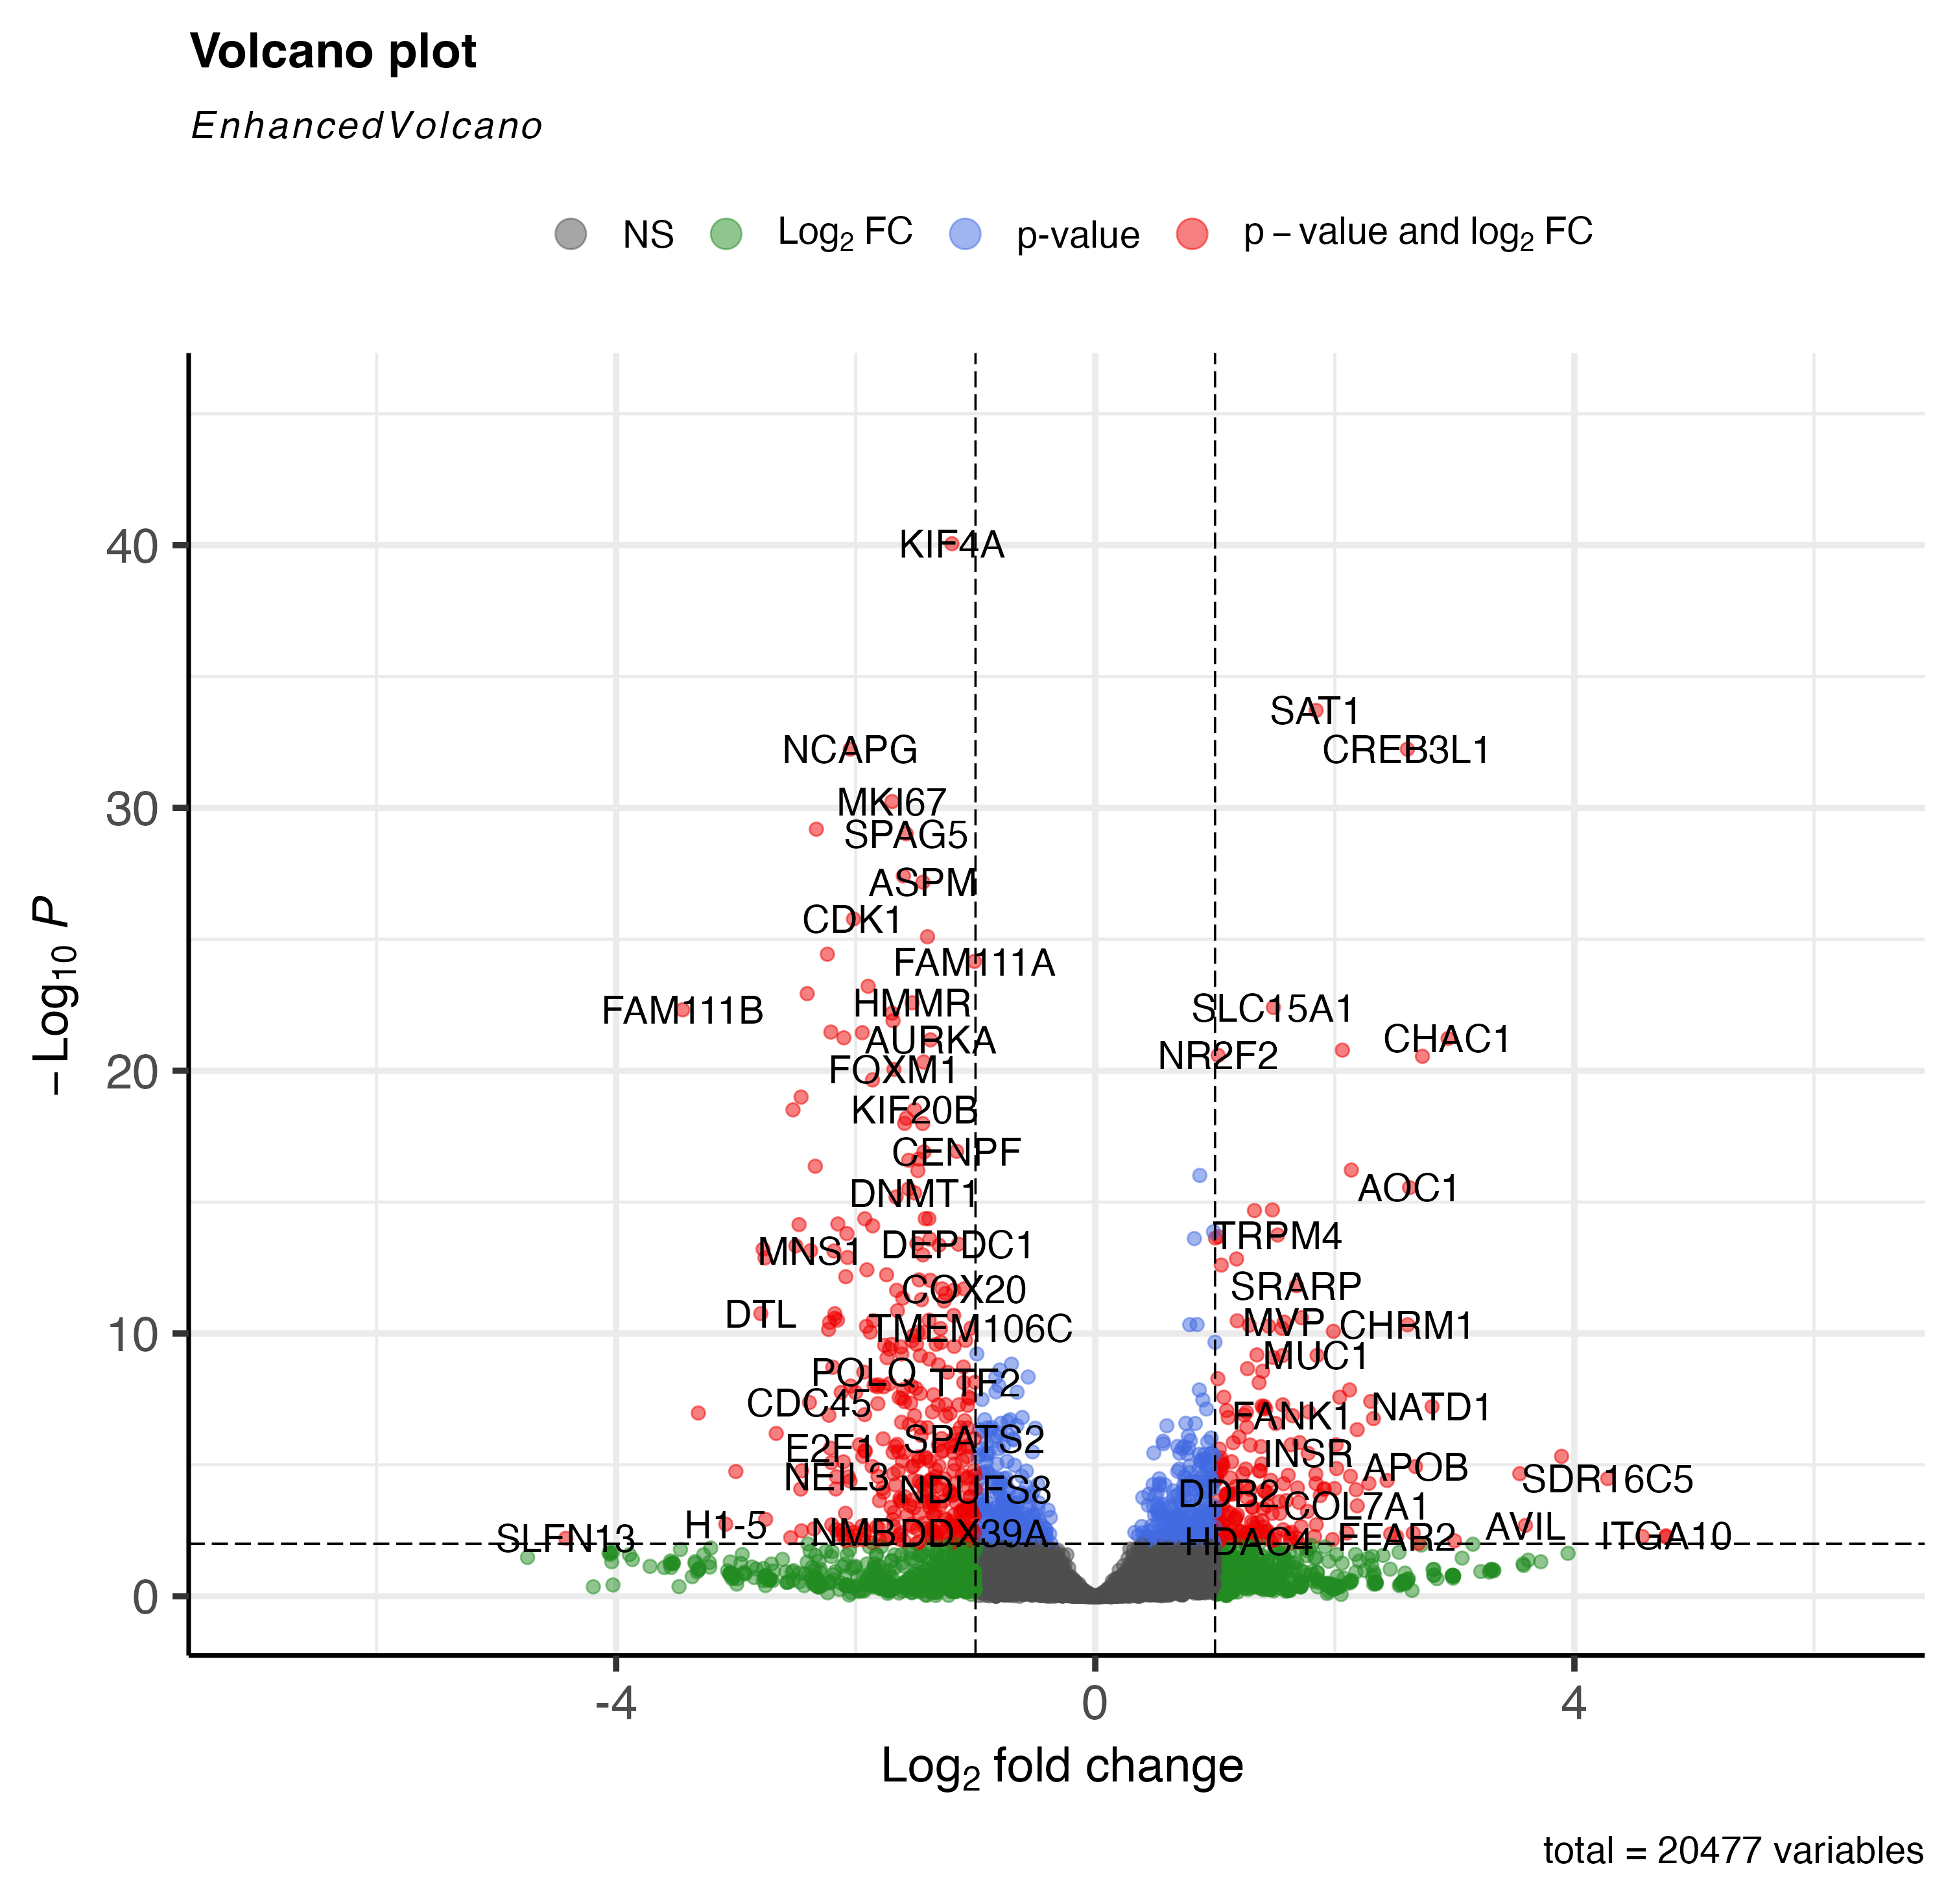 Volcano plot
EnhancedVolcano
NS Log2 FC p-value p – value and log2 FC
40
30
20
10
0
–Log10 P
KIF4A
SAT1
NCAPG
CREB3L1
MKI67
SPAG5
ASPM
CDK1
FAM111A
FAM111B
HMMR
SLC15A1
AURKA
CHAC1
FOXM1
NR2F2
KIF20B
CENPF
DNMT1
AOC1
MNS1
DEPDC1
TRPM4
COX20
SRARP
DTL
TMEM106C
MVP
CHRM1
MUC1
POLQ
TTF2
CDC45
FANK1
NATD1
E2F1
SPATS2
INSR
APOB
NEIL3
NDUFS8
DDB2
COL7A1
SDR16C5
SLFN13
H1-5
NMB
DDX39A
HDAC4
FFAR2
AVIL
ITGA10
-4 0 4
Log2 fold change
total = 20477 variables